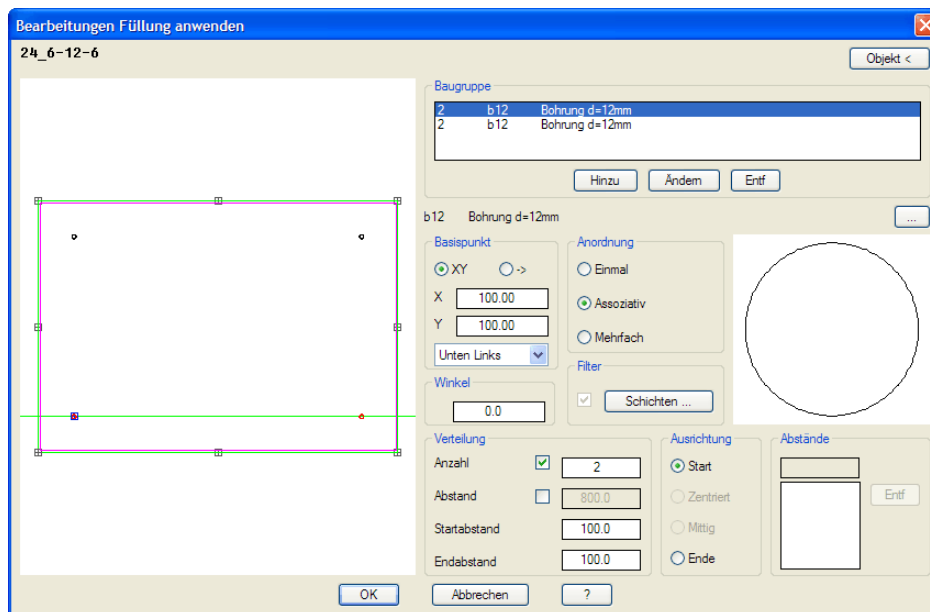 Bearbeitungen Füllung anwenden
24_6-12-6
Objekt <
Baugruppe
2 b12 Bohrung d=12mm
2 b12 Bohrung d=12mm
Hinzu Ändern Entf
b12 Bohrung d=12mm ...
Basispunkt
XY ->
X 100.00
Y 100.00
Unten Links
Anordnung
Einmal
Assoziativ
Mehrfach
Winkel
0.0
Filter
Schichten ...
Verteilung
Anzahl 2
Abstand 800.0
Startabstand 100.0
Endabstand 100.0
Ausrichtung
Start
Zentriert
Mittig
Ende
Abstände
Entf
OK Abbrechen ?